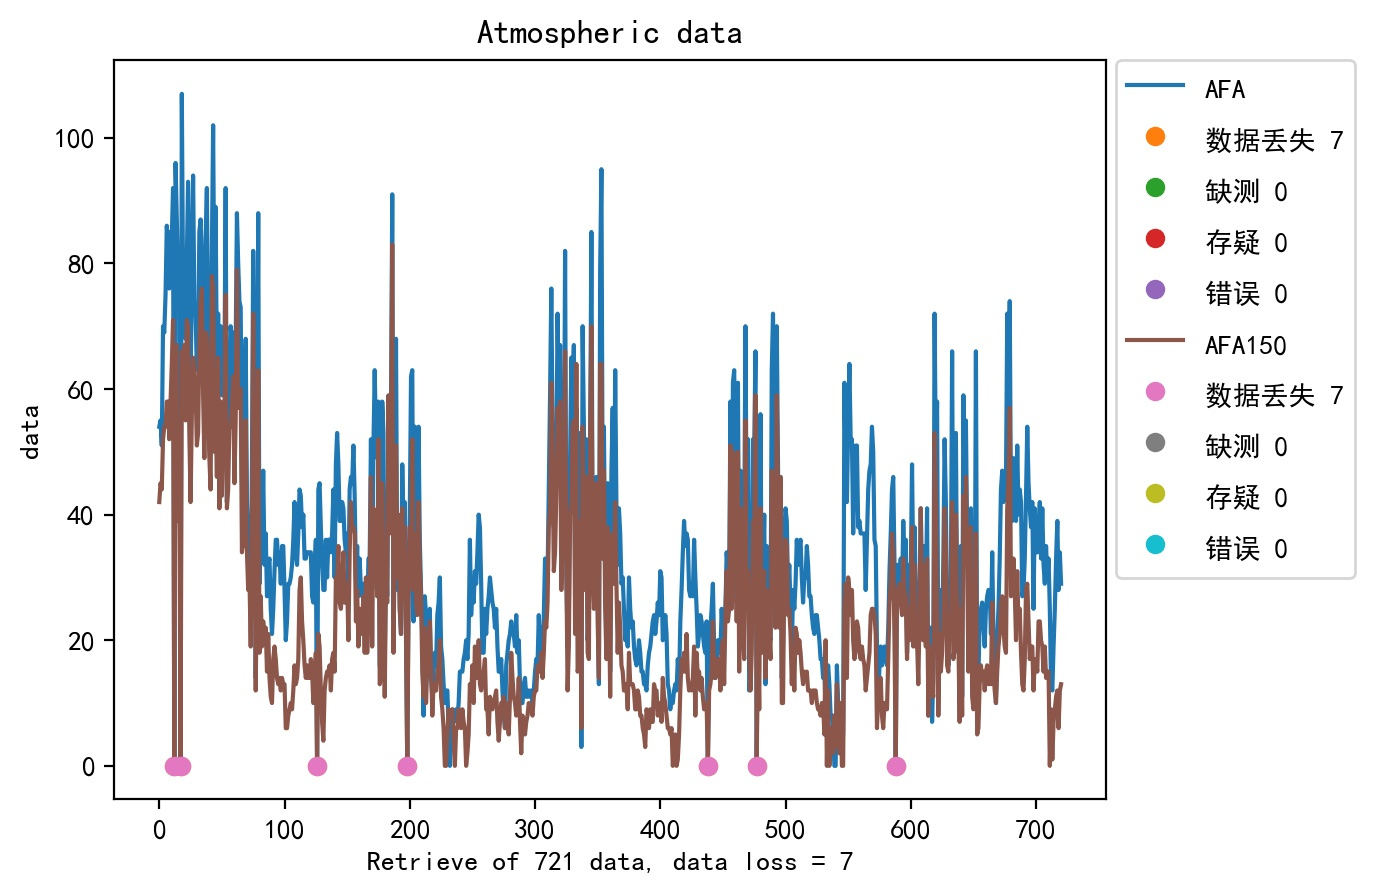 Atmospheric data
data
100
80
60
40
20
0
0 100 200 300 400 500 600 700
Retrieve of 721 data, data loss = 7
AFA
数据丢失 7
缺测 0
存疑 0
错误 0
AFA150
数据丢失 7
缺测 0
存疑 0
错误 0